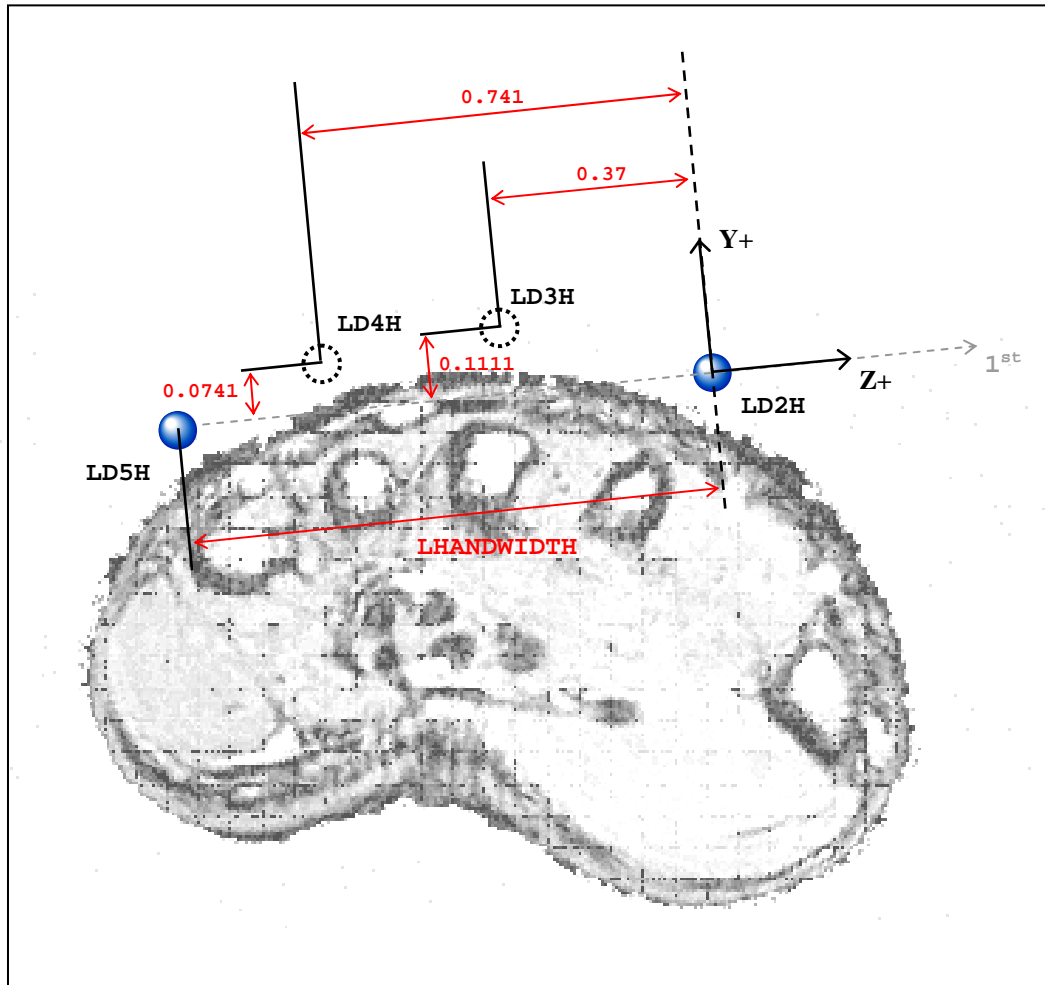 0.741
0.37
Y+
LD3H
LD4H
0.1111
1st
0.0741
Z+
LD2H
LD5H
LHANDWIDTH